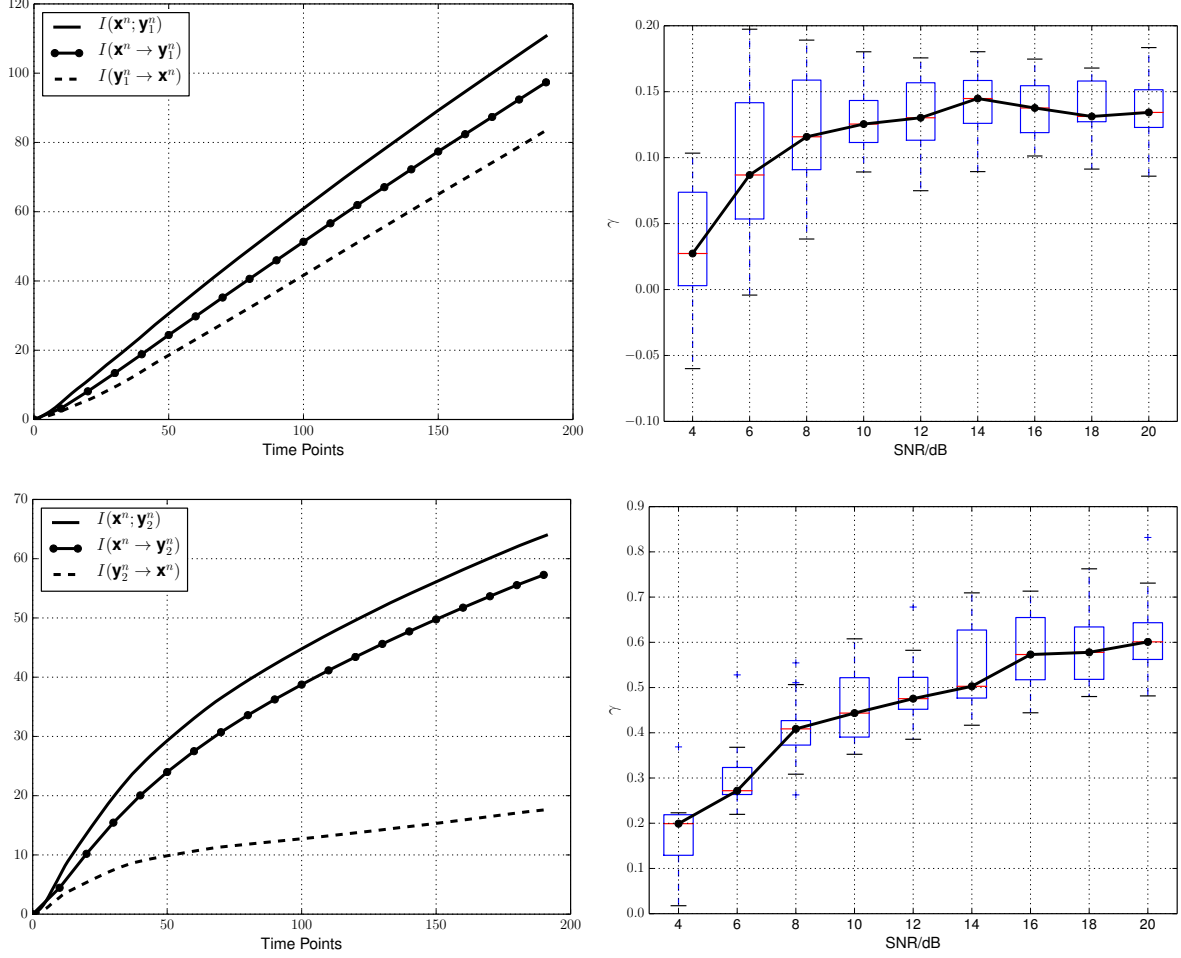 120
100
80
60
40
20
0
I(x^n; y_1^n)
I(x^n → y_1^n)
I(y_1^n → x^n)
0 50 100 150 200
Time Points
0.20
0.15
0.10
0.05
0.00
−0.05
−0.10
γ
4 6 8 10 12 14 16 18 20
SNR/dB
70
60
50
40
30
20
10
0
I(x^n; y_2^n)
I(x^n → y_2^n)
I(y_2^n → x^n)
0 50 100 150 200
Time Points
0.9
0.8
0.7
0.6
0.5
0.4
0.3
0.2
0.1
0.0
γ
4 6 8 10 12 14 16 18 20
SNR/dB